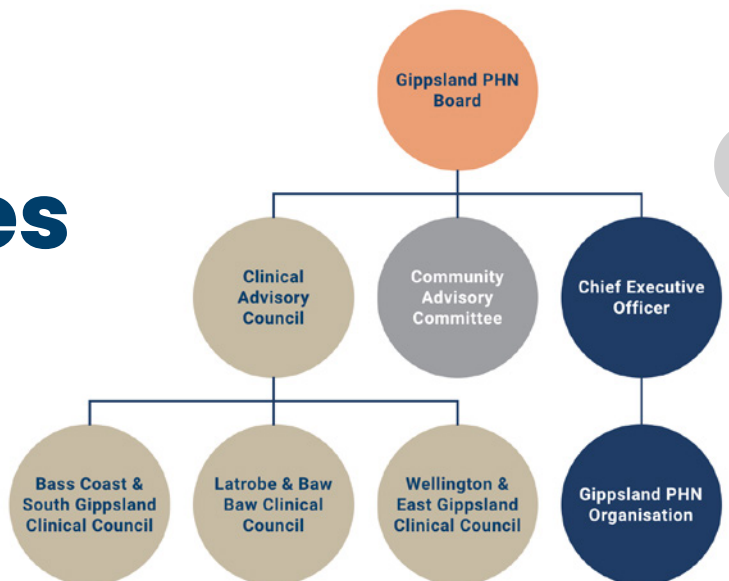 Gippsland PHN
Board
es
Clinical
Advisory
Council
Community
Advisory
Committee
Chief Executive
Officer
Bass Coast &
South Gippsland
Clinical Council
Latrobe & Baw
Baw Clinical
Council
Wellington &
East Gippsland
Clinical Council
Gippsland PHN
Organisation